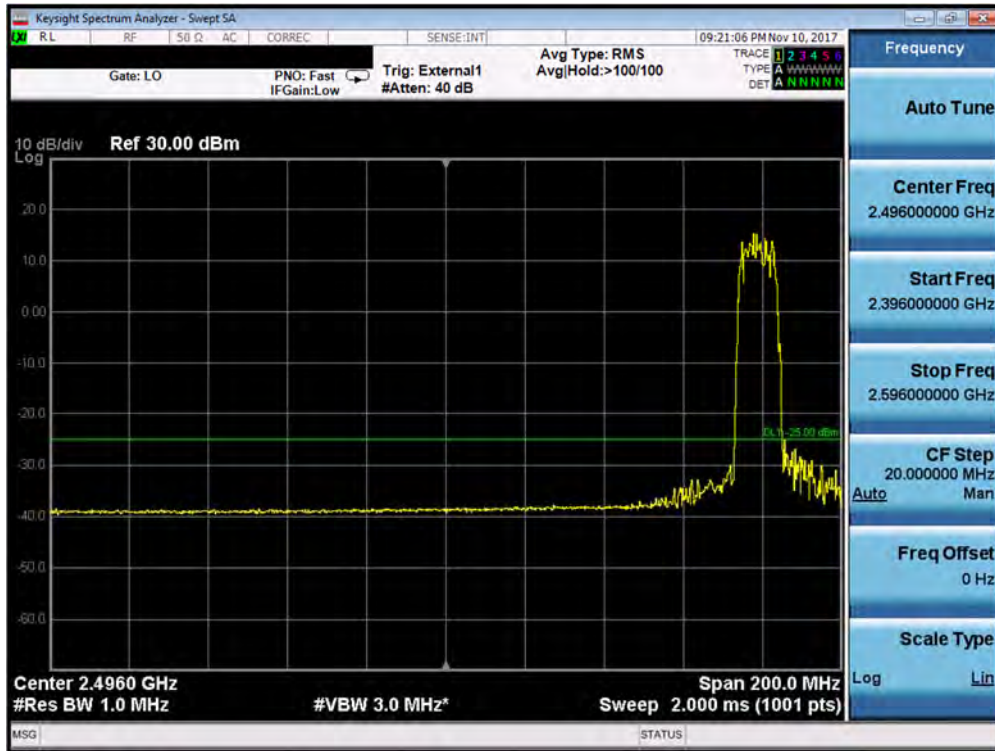 Keysight Spectrum Analyzer - Swept SA
LXI RL RF 50 Ω AC CORREC SENSE:INT 09:21:06 PM Nov 10, 2017
Gate: LO PNO: Fast Trig: External1 Avg Type: RMS TRACE 1 2 3 4 5 6
IFGain:Low #Atten: 40 dB Avg|Hold:>100/100 TYPE A WWWWW
DET A N N N N N
10 dB/div Ref 30.00 dBm
Log
20.0
10.0
0.00
-10.0
-20.0
DL1 -25.00 dBm
-30.0
-40.0
-50.0
-60.0
Center 2.4960 GHz Span 200.0 MHz
#Res BW 1.0 MHz #VBW 3.0 MHz* Sweep 2.000 ms (1001 pts)
MSG STATUS
Frequency
Auto Tune
Center Freq
2.496000000 GHz
Start Freq
2.396000000 GHz
Stop Freq
2.596000000 GHz
CF Step
20.000000 MHz
Auto Man
Freq Offset
0 Hz
Scale Type
Log Lin